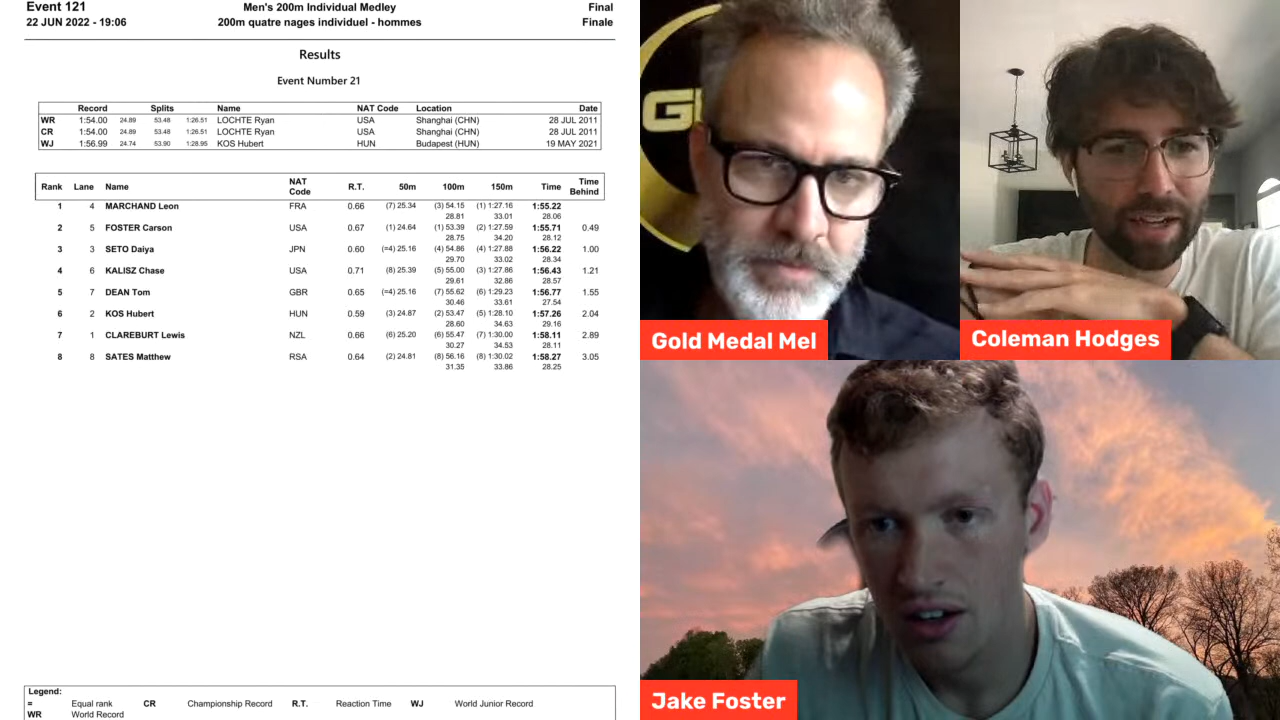 Event 121 Men's 200m Individual Medley Final
22 JUN 2022 - 19:06 200m quatre nages individuel - hommes Finale
Results
Event Number 21
Record Splits Name NAT Code Location Date
WR 1:54.00 24.89 53.48 1:26.51 LOCHTE Ryan USA Shanghai (CHN) 28 JUL 2011
CR 1:54.00 24.89 53.48 1:26.51 LOCHTE Ryan USA Shanghai (CHN) 28 JUL 2011
WJ 1:56.99 24.74 53.90 1:28.95 KOS Hubert HUN Budapest (HUN) 19 MAY 2021
Rank Lane Name NAT Code R.T. 50m 100m 150m Time Time Behind
1 4 MARCHAND Leon FRA 0.66 (7) 25.34 (3) 54.15 (1) 1:27.16 1:55.22
28.81 33.01 28.06
2 5 FOSTER Carson USA 0.67 (1) 24.64 (1) 53.39 (2) 1:27.59 1:55.71 0.49
28.75 34.20 28.12
3 3 SETO Daiya JPN 0.60 (=4) 25.16 (4) 54.86 (4) 1:27.88 1:56.22 1.00
29.70 33.02 28.34
4 6 KALISZ Chase USA 0.71 (8) 25.39 (5) 55.00 (3) 1:27.86 1:56.43 1.21
29.61 32.86 28.57
5 7 DEAN Tom GBR 0.65 (=4) 25.16 (7) 55.62 (6) 1:29.23 1:56.77 1.55
30.46 33.61 27.54
6 2 KOS Hubert HUN 0.59 (3) 24.87 (2) 53.47 (5) 1:28.10 1:57.26 2.04
28.60 34.63 29.16
7 1 CLAREBURT Lewis NZL 0.66 (6) 25.20 (6) 55.47 (7) 1:30.00 1:58.11 2.89
30.27 34.53 28.11
8 8 SATES Matthew RSA 0.64 (2) 24.81 (8) 56.16 (8) 1:30.02 1:58.27 3.05
31.35 33.86 28.25
Legend:
= Equal rank CR Championship Record R.T. Reaction Time WJ World Junior Record
WR World Record
Gold Medal Mel
Coleman Hodges
Jake Foster